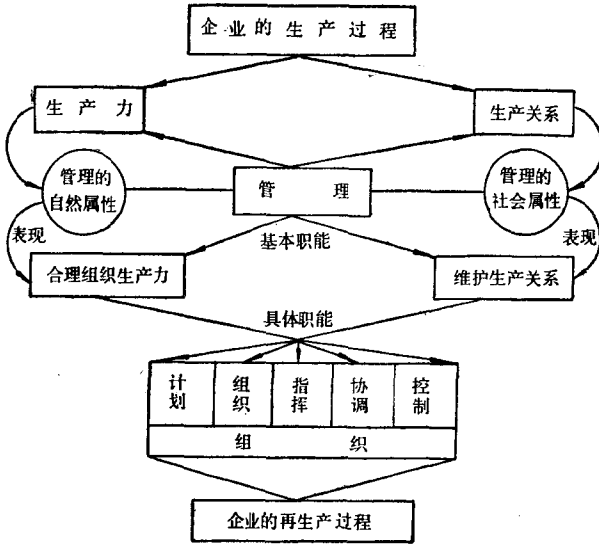 企业的生产过程
生产力
生产关系
管理的
自然属性
管理
管理的
社会属性
表现
基本职能
表现
合理组织生产力
维护生产关系
具体职能
计划
组织
指挥
协调
控制
组织
企业的再生产过程